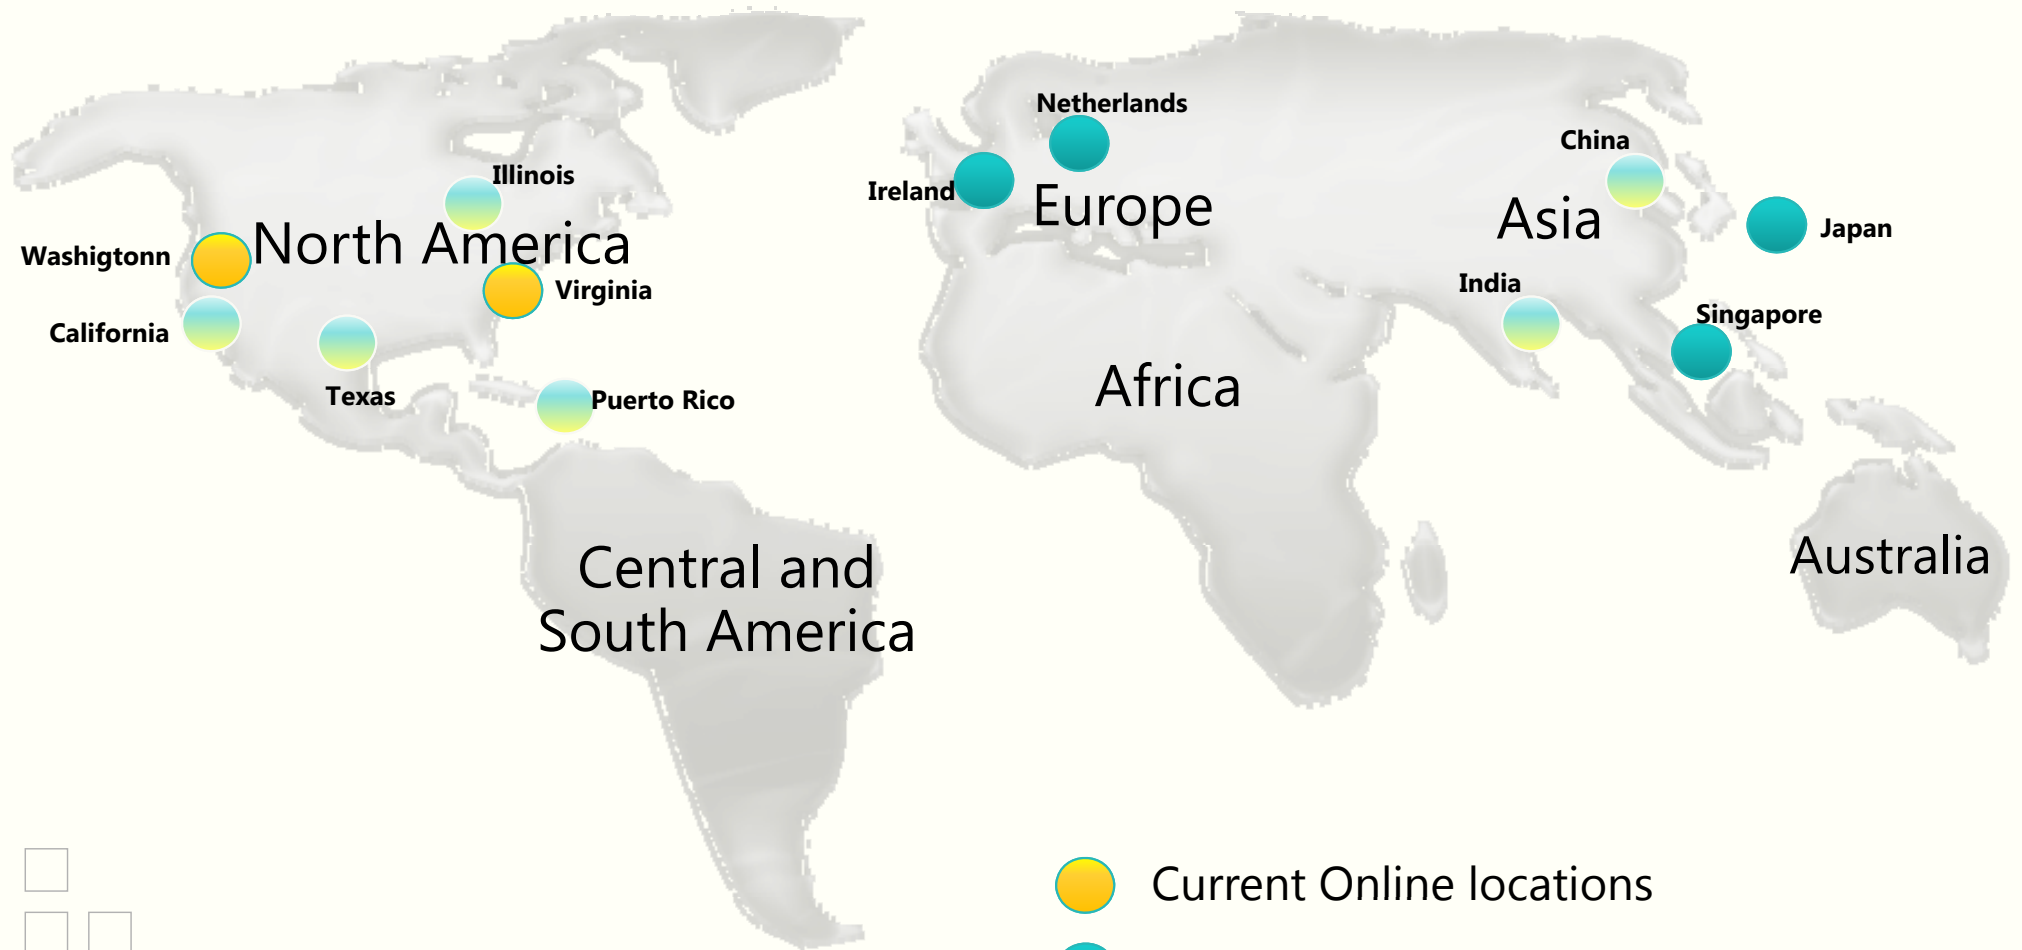 Netherlands
China
Illinois
Ireland
Europe
Asia
Japan
North America
Washigtonn
Virginia
India
Singapore
California
Texas
Puerto Rico
Africa
Central and
South America
Australia
Current Online locations